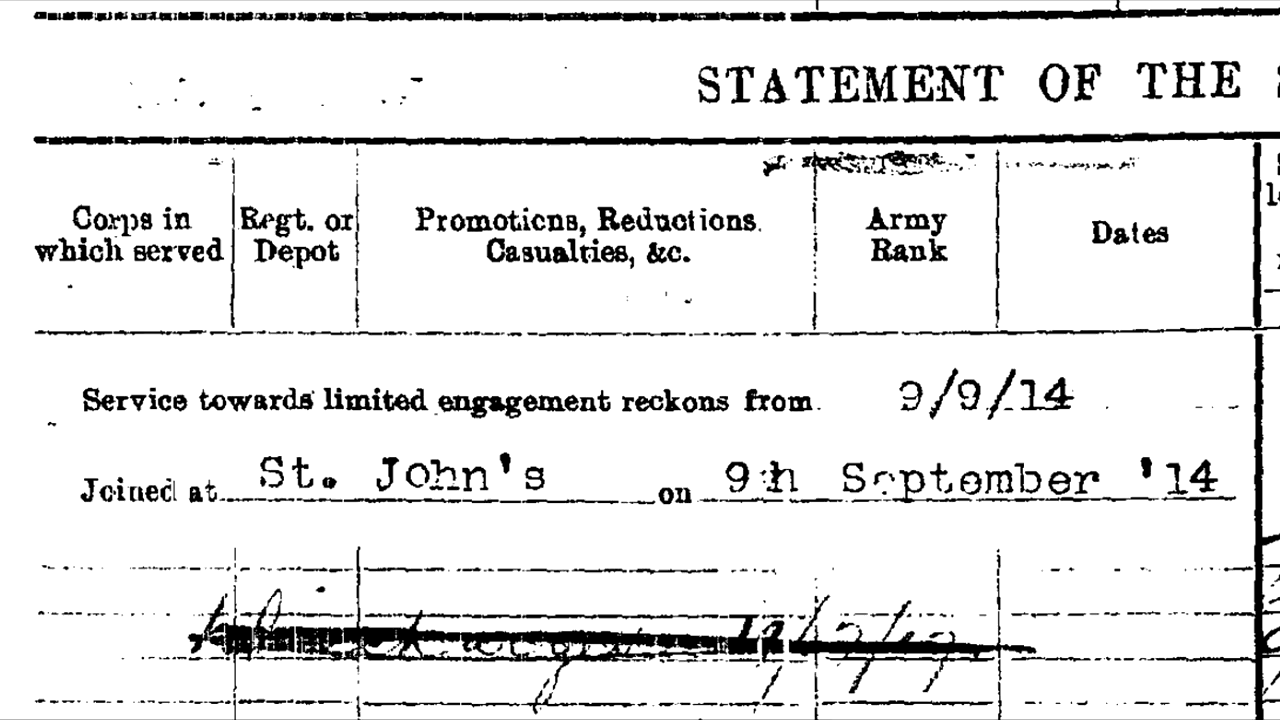 STATEMENT OF THE
Corps in which served
Regt. or Depot
Promotions, Reductions. Casualties, &c.
Army Rank
Dates
Service towards limited engagement reckons from 9/9/14
Joined at St. John's on 9th September '14